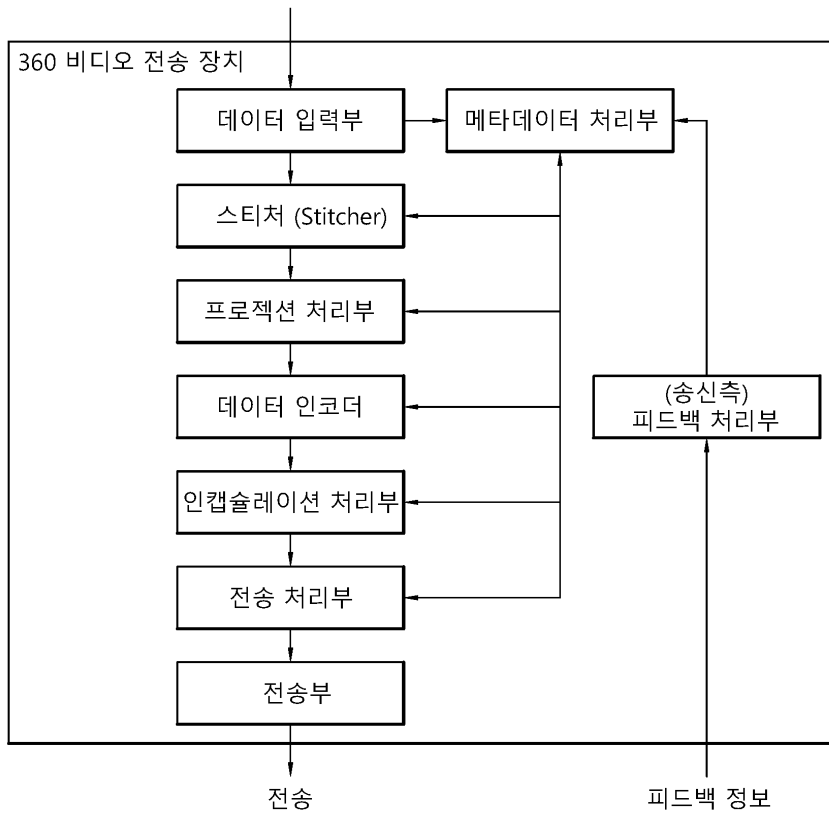 360 비디오 전송 장치
데이터 입력부
메타데이터 처리부
스티처 (Stitcher)
프로젝션 처리부
데이터 인코더
(송신측)
피드백 처리부
인캡슐레이션 처리부
전송 처리부
전송부
전송
피드백 정보